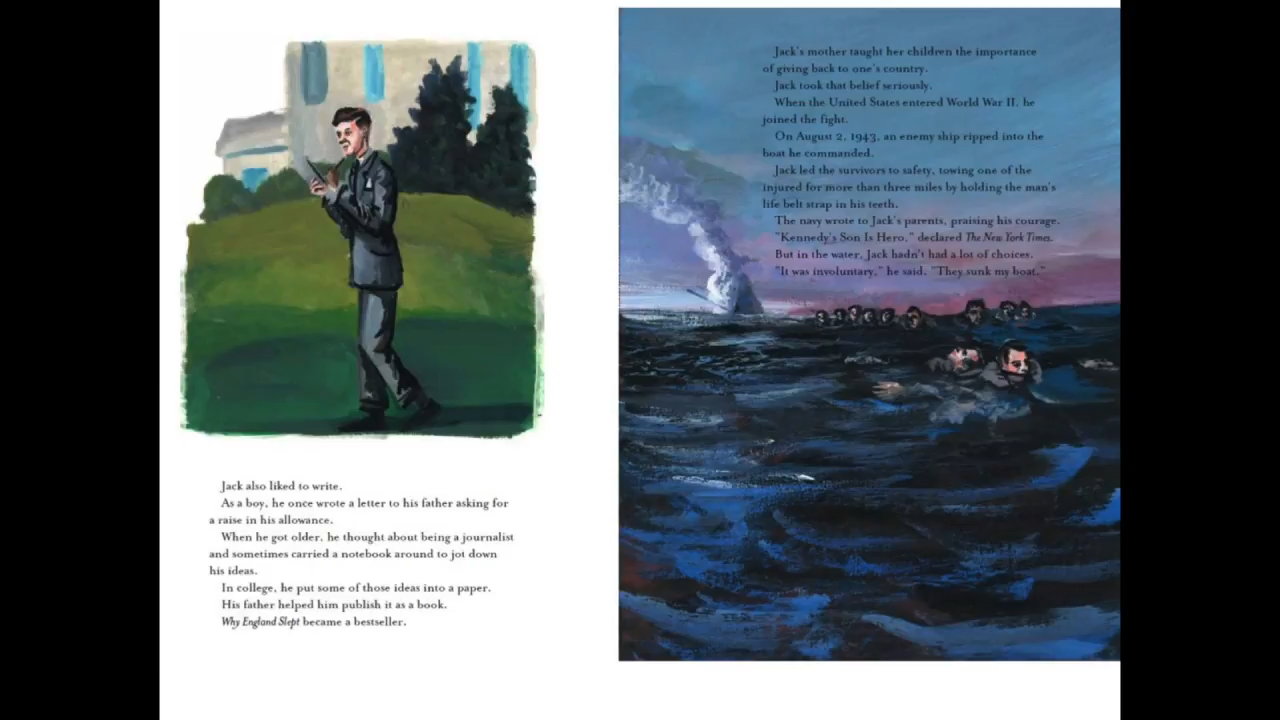 Jack also liked to write.
As a boy, he once wrote a letter to his father asking for
a raise in his allowance.
When he got older, he thought about being a journalist
and sometimes carried a notebook around to jot down
his ideas.
In college, he put some of those ideas into a paper.
His father helped him publish it as a book.
Why England Slept became a bestseller.
Jack's mother taught her children the importance
of giving back to one's country.
Jack took that belief seriously.
When the United States entered World War II, he
joined the fight.
On August 2, 1943, an enemy ship ripped into the
boat he commanded.
Jack led the survivors to safety, towing one of the
injured for more than three miles by holding the man's
life belt strap in his teeth.
The navy wrote to Jack's parents, praising his courage.
"Kennedy's Son Is Hero," declared The New York Times.
But in the water, Jack hadn't had a lot of choices.
"It was involuntary," he said. "They sunk my boat."